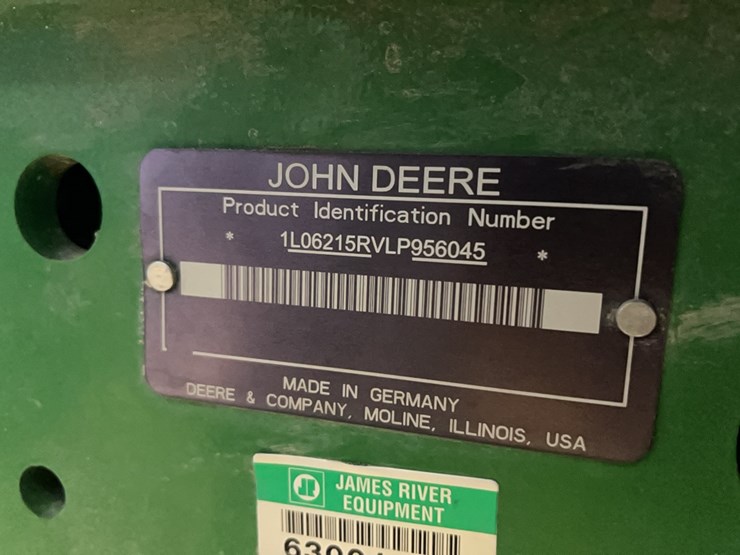 JOHN DEERE
Product Identification Number
* 1L06215RVLP956045 *
MADE IN GERMANY
DEERE & COMPANY, MOLINE, ILLINOIS, USA
JAMES RIVER
EQUIPMENT